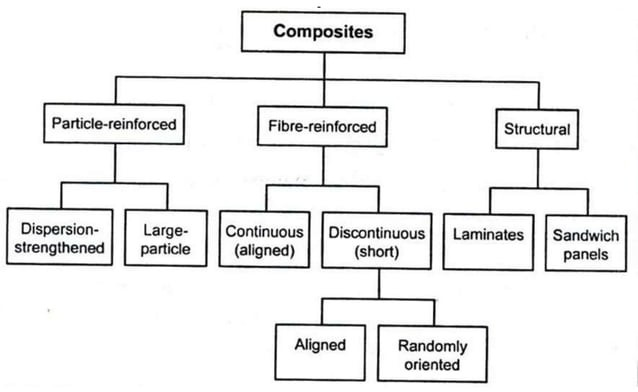 Composites
Particle-reinforced
Fibre-reinforced
Structural
Dispersion-
strengthened
Large-
particle
Continuous
(aligned)
Discontinuous
(short)
Laminates
Sandwich
panels
Aligned
Randomly
oriented